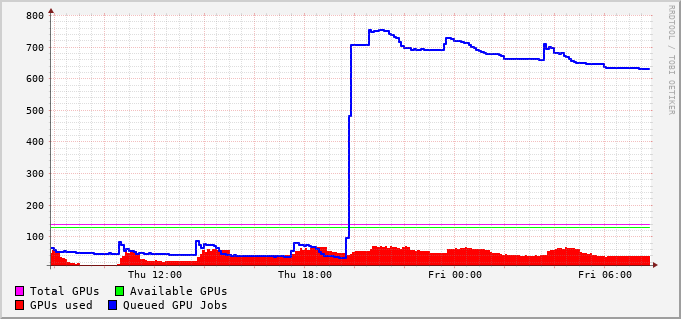 800
700
600
500
400
300
200
100
Thu 12:00 Thu 18:00 Fri 00:00 Fri 06:00
Total GPUs Available GPUs
GPUs used Queued GPU Jobs
RRDTOOL / TOBI OETIKER